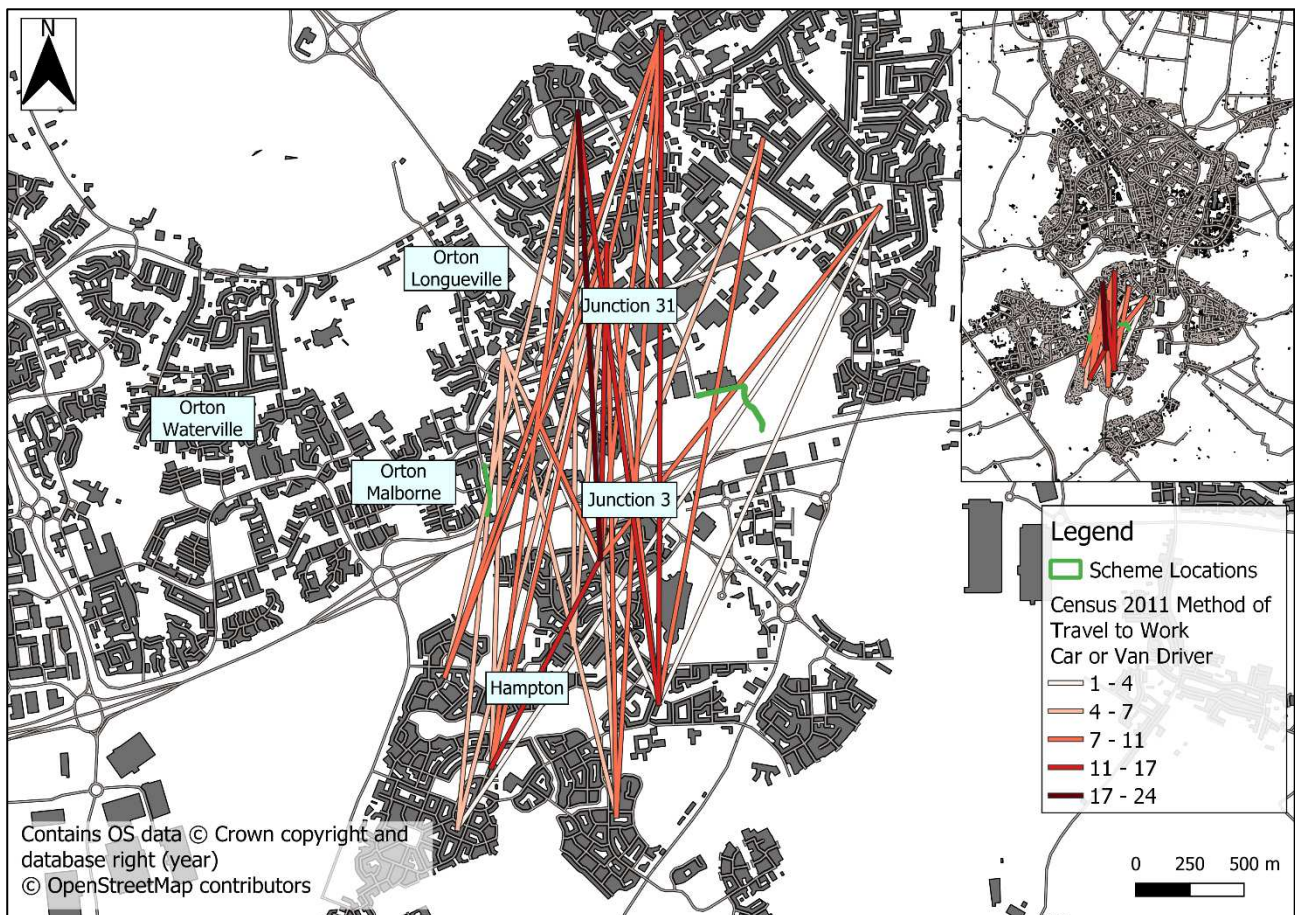 N
Orton
Longueville
Junction 31
Orton
Waterville
Orton
Malborne
Junction 3
Hampton
Legend
Scheme Locations
Census 2011 Method of
Travel to Work
Car or Van Driver
1 - 4
4 - 7
7 - 11
11 - 17
17 - 24
Contains OS data © Crown copyright and
database right (year)
© OpenStreetMap contributors
0 250 500 m